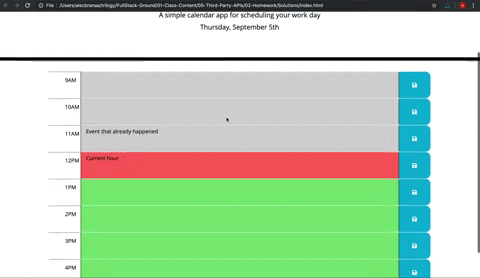 File | /Users/alecbranaa/trilogy/FullStack-Ground/01-Class-Content/05-Third-Party-APIs/02-Homework/Solutions/index.html
A simple calendar app for scheduling your work day
Thursday, September 5th
9AM
10AM
11AM Event that already happened
12PM Current hour
1PM
2PM
3PM
4PM